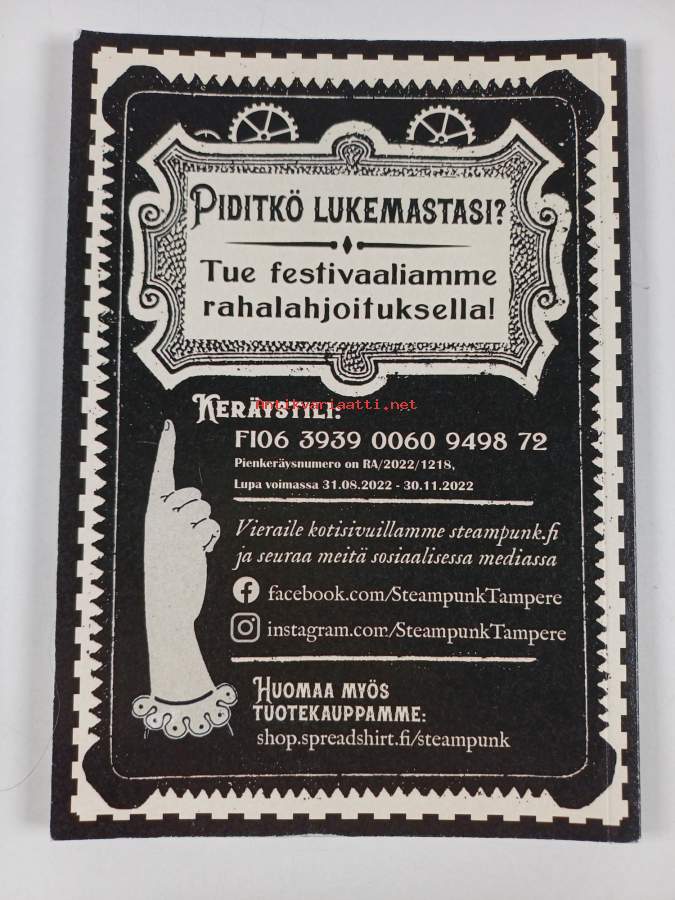 PIDITKÖ LUKEMASTASI?
Tue festivaaliamme
rahalahjoituksella!
KERÄYSTILI:
Antikvariaatti.net
FI06 3939 0060 9498 72
Pienkeräysnumero on RA/2022/1218,
Lupa voimassa 31.08.2022 - 30.11.2022
Vieraile kotisivuillamme steampunk.fi
ja seuraa meitä sosiaalisessa mediassa
facebook.com/SteampunkTampere
instagram.com/SteampunkTampere
HUOMAA MYÖS
TUOTEKAUPPAMME:
shop.spreadshirt.fi/steampunk